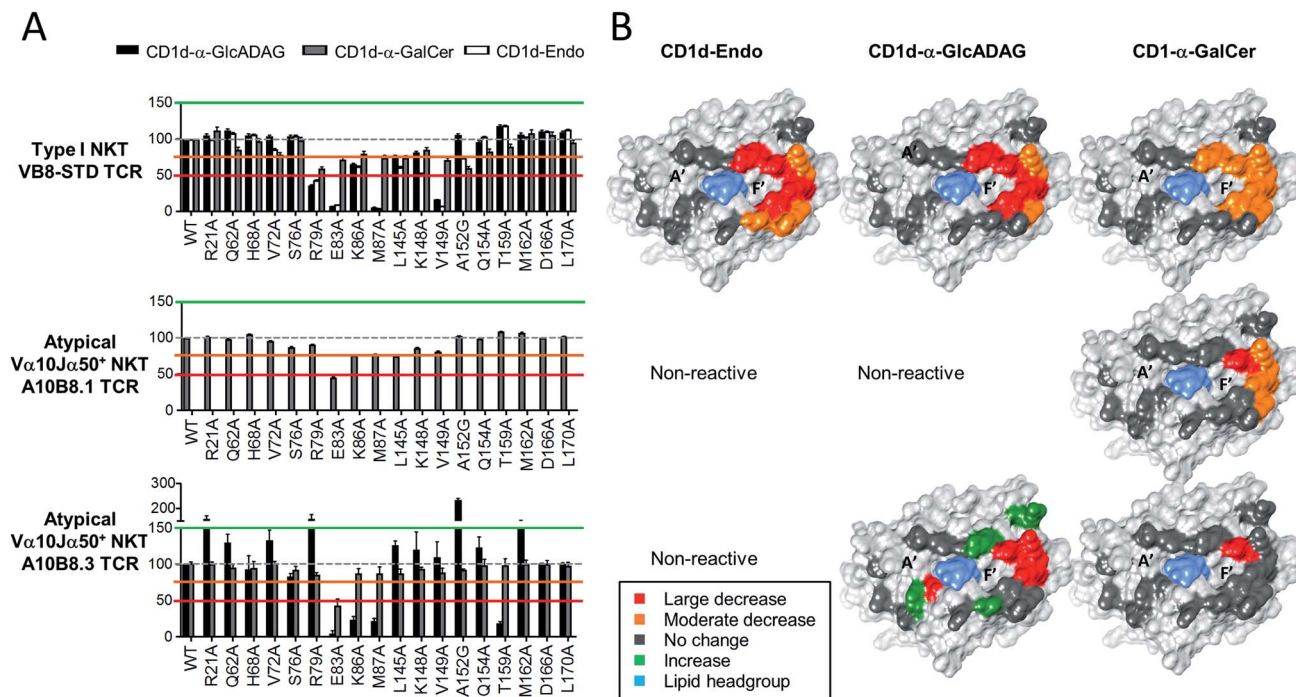 A
CD1d-α-GlcADAG CD1d-α-GalCer CD1d-Endo
Type I NKT
VB8-STD TCR
150
100
50
0
WT R21A Q62A H68A V72A S76A R79A E83A K86A M87A L145A K148A V149A A152G Q154A T159A M162A D166A L170A
Atypical
Vα10Jα50⁺ NKT
A10B8.1 TCR
150
100
50
0
WT R21A Q62A H68A V72A S76A R79A E83A K86A M87A L145A K148A V149A A152G Q154A T159A M162A D166A L170A
Atypical
Vα10Jα50⁺ NKT
A10B8.3 TCR
300
200
150
100
50
0
WT R21A Q62A H68A V72A S76A R79A E83A K86A M87A L145A K148A V149A A152G Q154A T159A M162A D166A L170A
B
CD1d-Endo CD1d-α-GlcADAG CD1-α-GalCer
A' F' A' A' F' A' F'
Non-reactive Non-reactive A' F'
Non-reactive A' F' A' F'
Large decrease
Moderate decrease
No change
Increase
Lipid headgroup